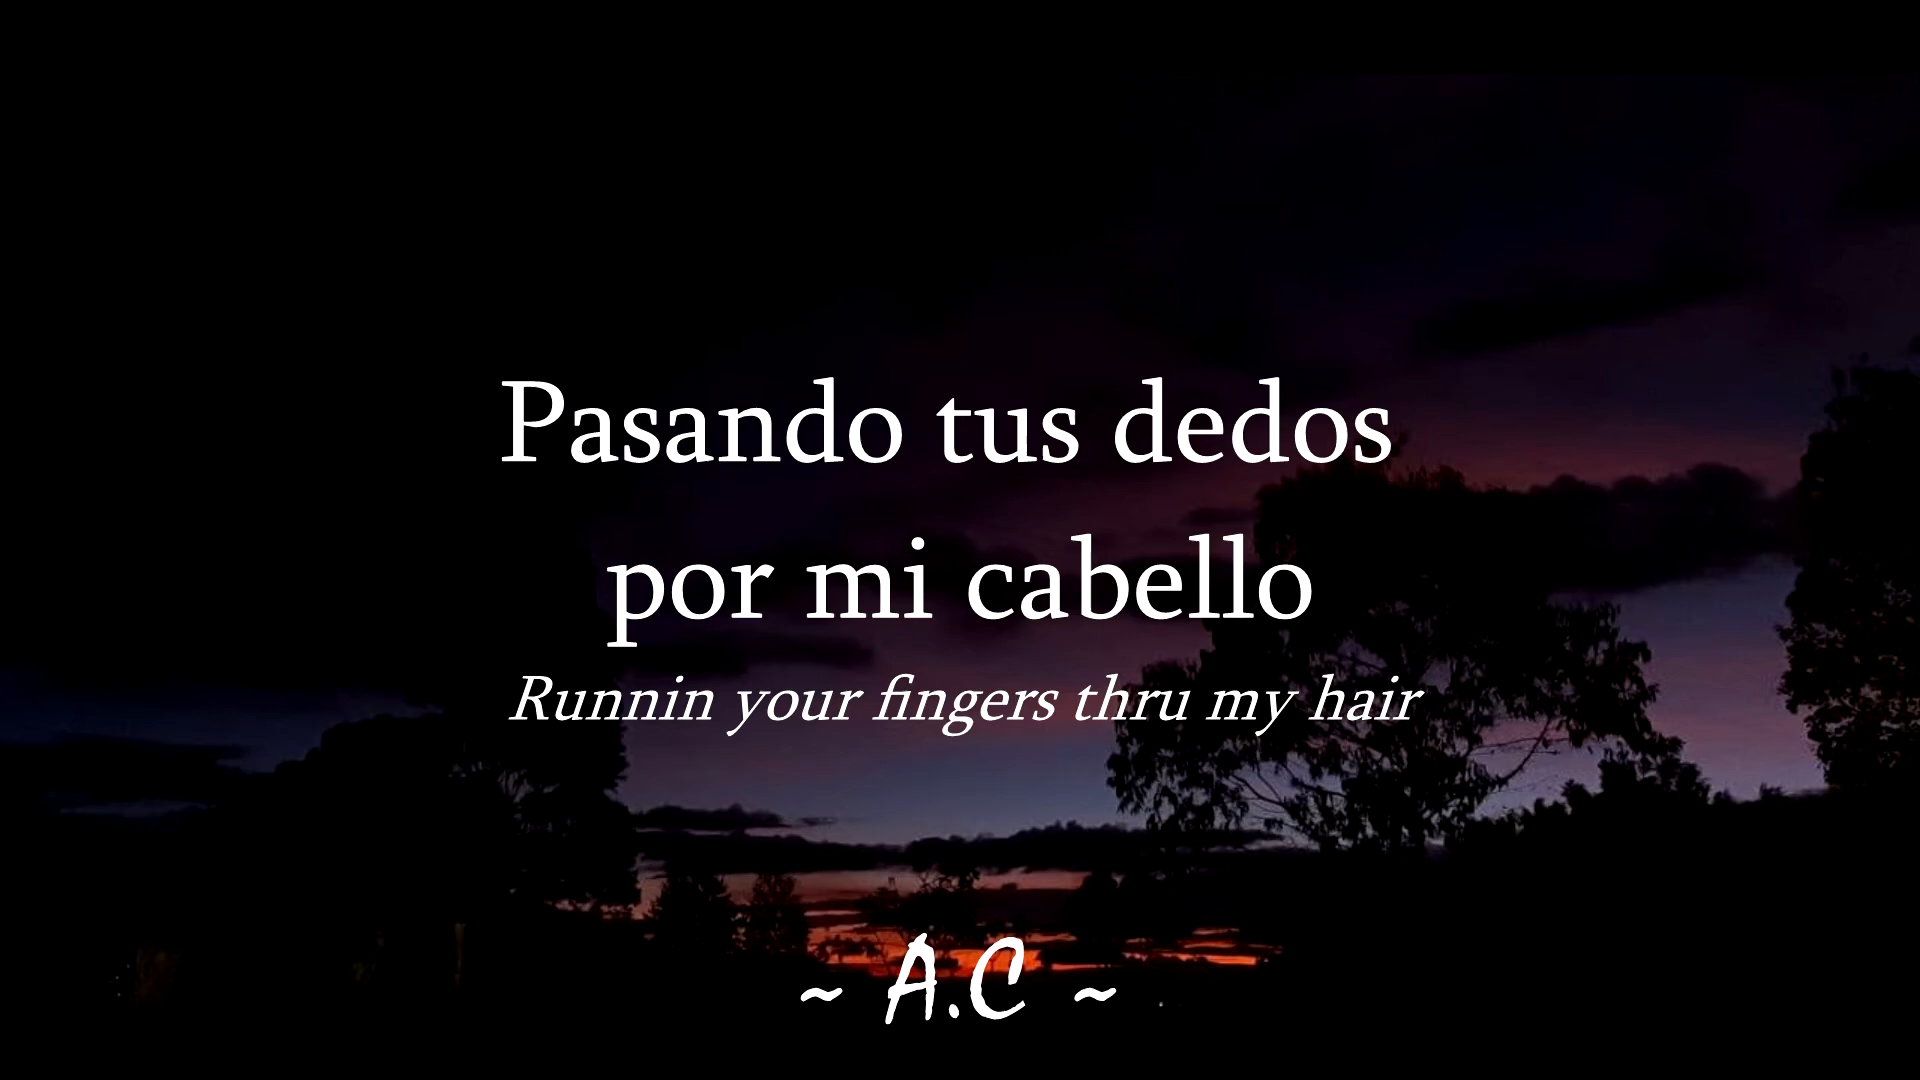 Pasando tus dedos
por mi cabello
Runnin your fingers thru my hair
~ A.C ~